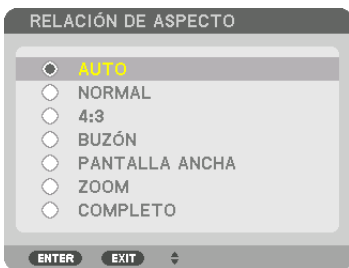 RELACIÓN DE ASPECTO
AUTO
NORMAL
4:3
BUZÓN
PANTALLA ANCHA
ZOOM
COMPLETO
ENTER EXIT